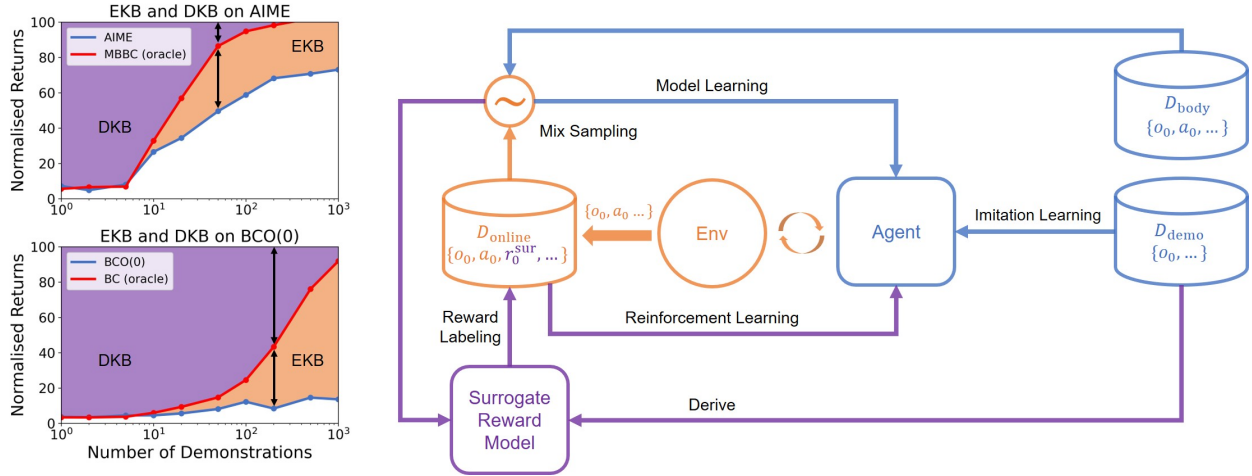 EKB and DKB on AIME
Normalised Returns
100
80
60
40
20
0
AIME
MBBC (oracle)
EKB
DKB
10^0
10^1
10^2
10^3
EKB and DKB on BCO(0)
Normalised Returns
100
80
60
40
20
0
BCO(0)
BC (oracle)
DKB
EKB
10^0
10^1
10^2
10^3
Number of Demonstrations
~
Model Learning
Mix Sampling
D_body
{o_0, a_0, ...}
D_online
{o_0, a_0, r_0^sur, ...}
{o_0, a_0 ...}
Env
Agent
Imitation Learning
D_demo
{o_0, ...}
Reward
Labeling
Reinforcement Learning
Surrogate
Reward
Model
Derive